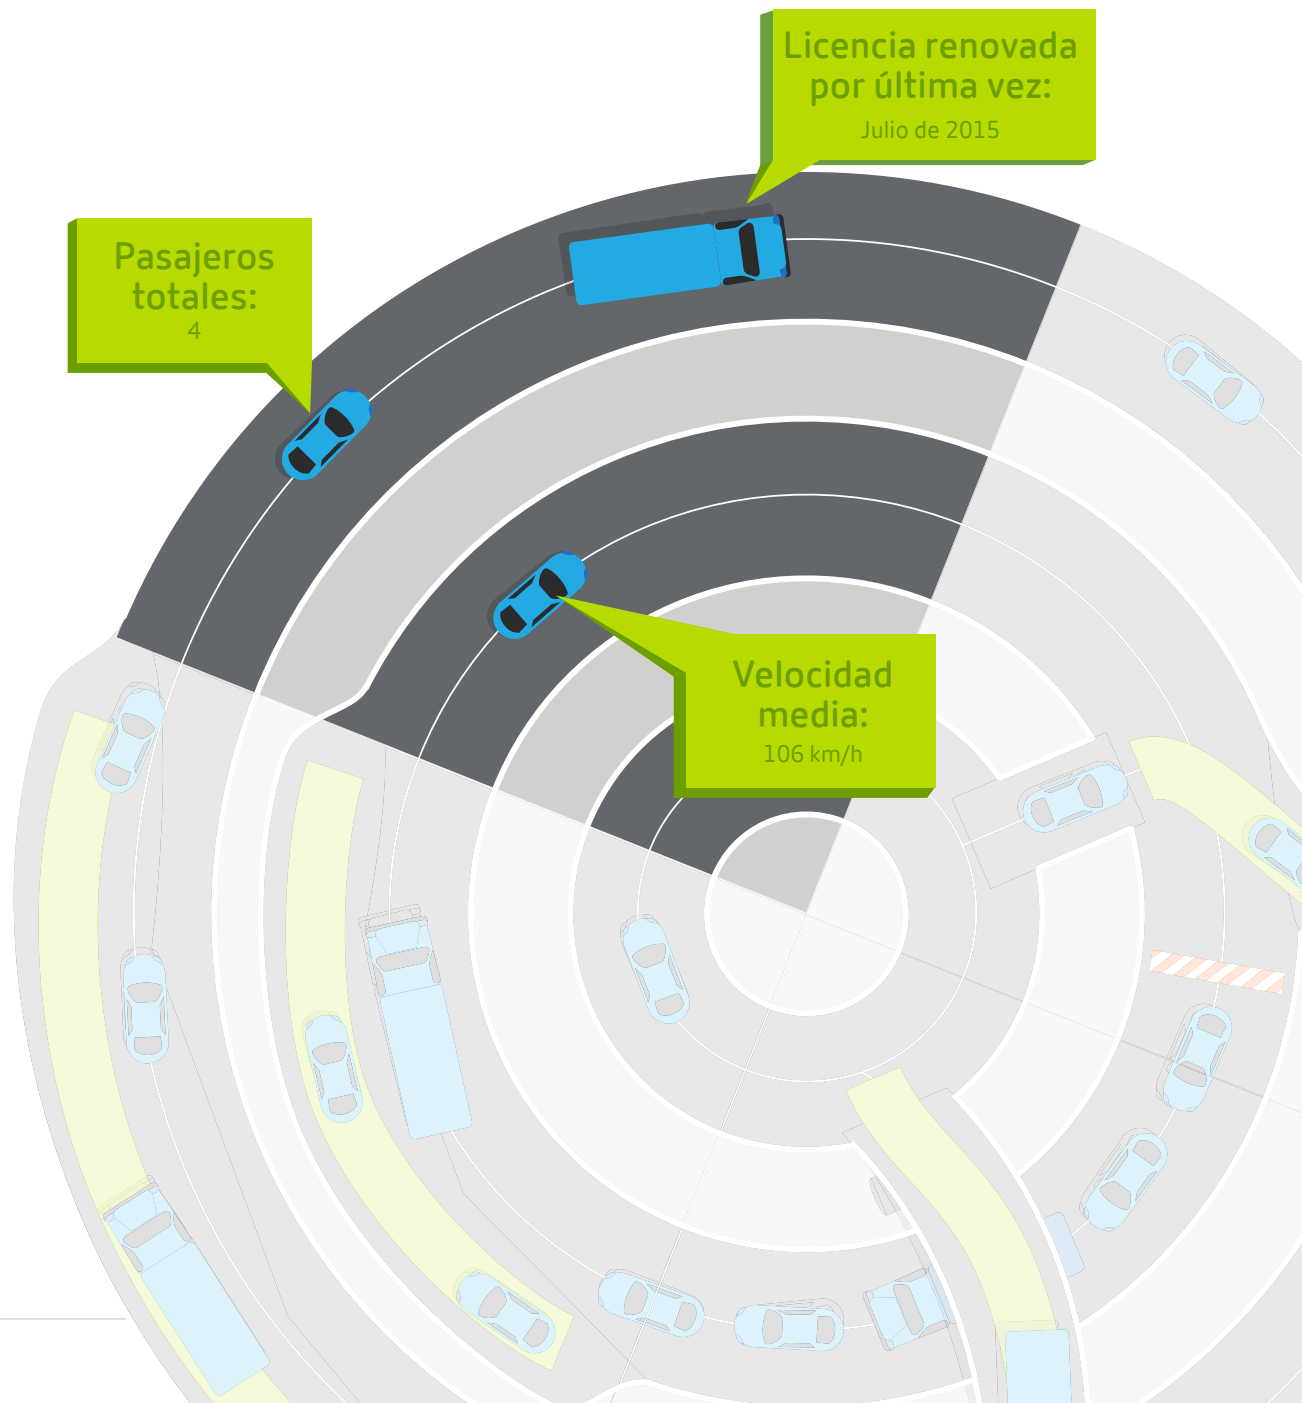 Licencia renovada
por última vez:
Julio de 2015
Pasajeros
totales:
4
Velocidad
media:
106 km/h